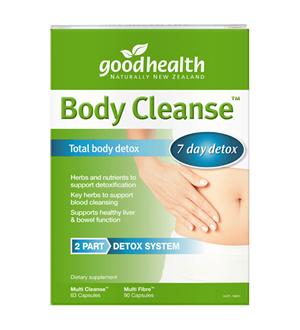 goodhealth
NATURALLY NEW ZEALAND
Body Cleanse™
Total body detox
7 day detox
Herbs and nutrients to
support detoxification
Key herbs to support
blood cleansing
Supports healthy liver
& bowel function
2 PART DETOX SYSTEM
Dietary supplement
Multi Cleanse™ Multi Fibre™
63 Capsules 90 Capsules